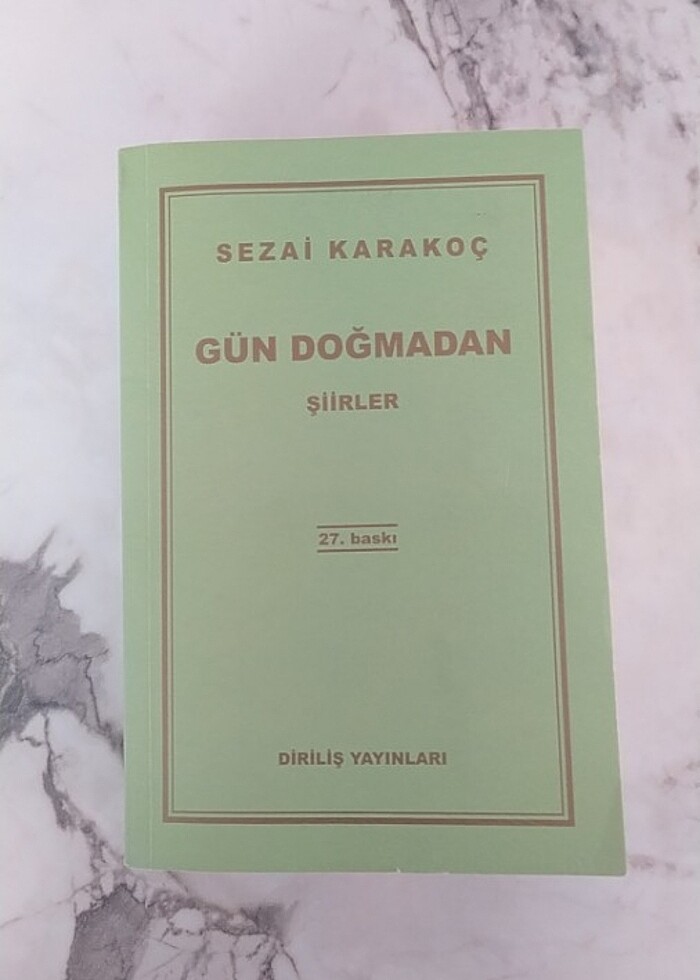 SEZAİ KARAKOÇ
GÜN DOĞMADAN
ŞİİRLER
27. baskı
DİRİLİŞ YAYINLARI